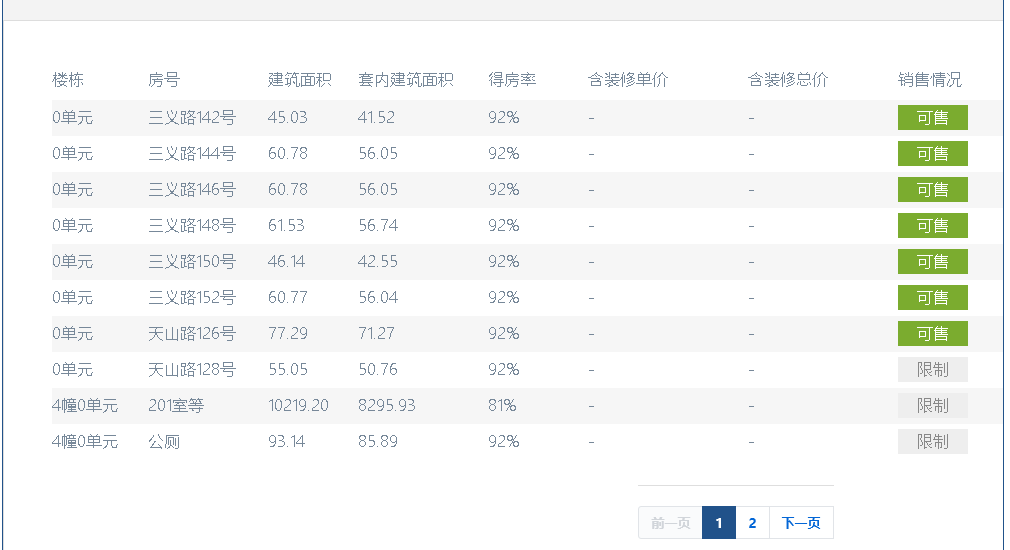 楼栋 房号 建筑面积 套内建筑面积 得房率 含装修单价 含装修总价 销售情况
0单元 三义路142号 45.03 41.52 92% - - 可售
0单元 三义路144号 60.78 56.05 92% - - 可售
0单元 三义路146号 60.78 56.05 92% - - 可售
0单元 三义路148号 61.53 56.74 92% - - 可售
0单元 三义路150号 46.14 42.55 92% - - 可售
0单元 三义路152号 60.77 56.04 92% - - 可售
0单元 天山路126号 77.29 71.27 92% - - 可售
0单元 天山路128号 55.05 50.76 92% - - 限制
4幢0单元 201室等 10219.20 8295.93 81% - - 限制
4幢0单元 公厕 93.14 85.89 92% - - 限制
前一页 1 2 下一页